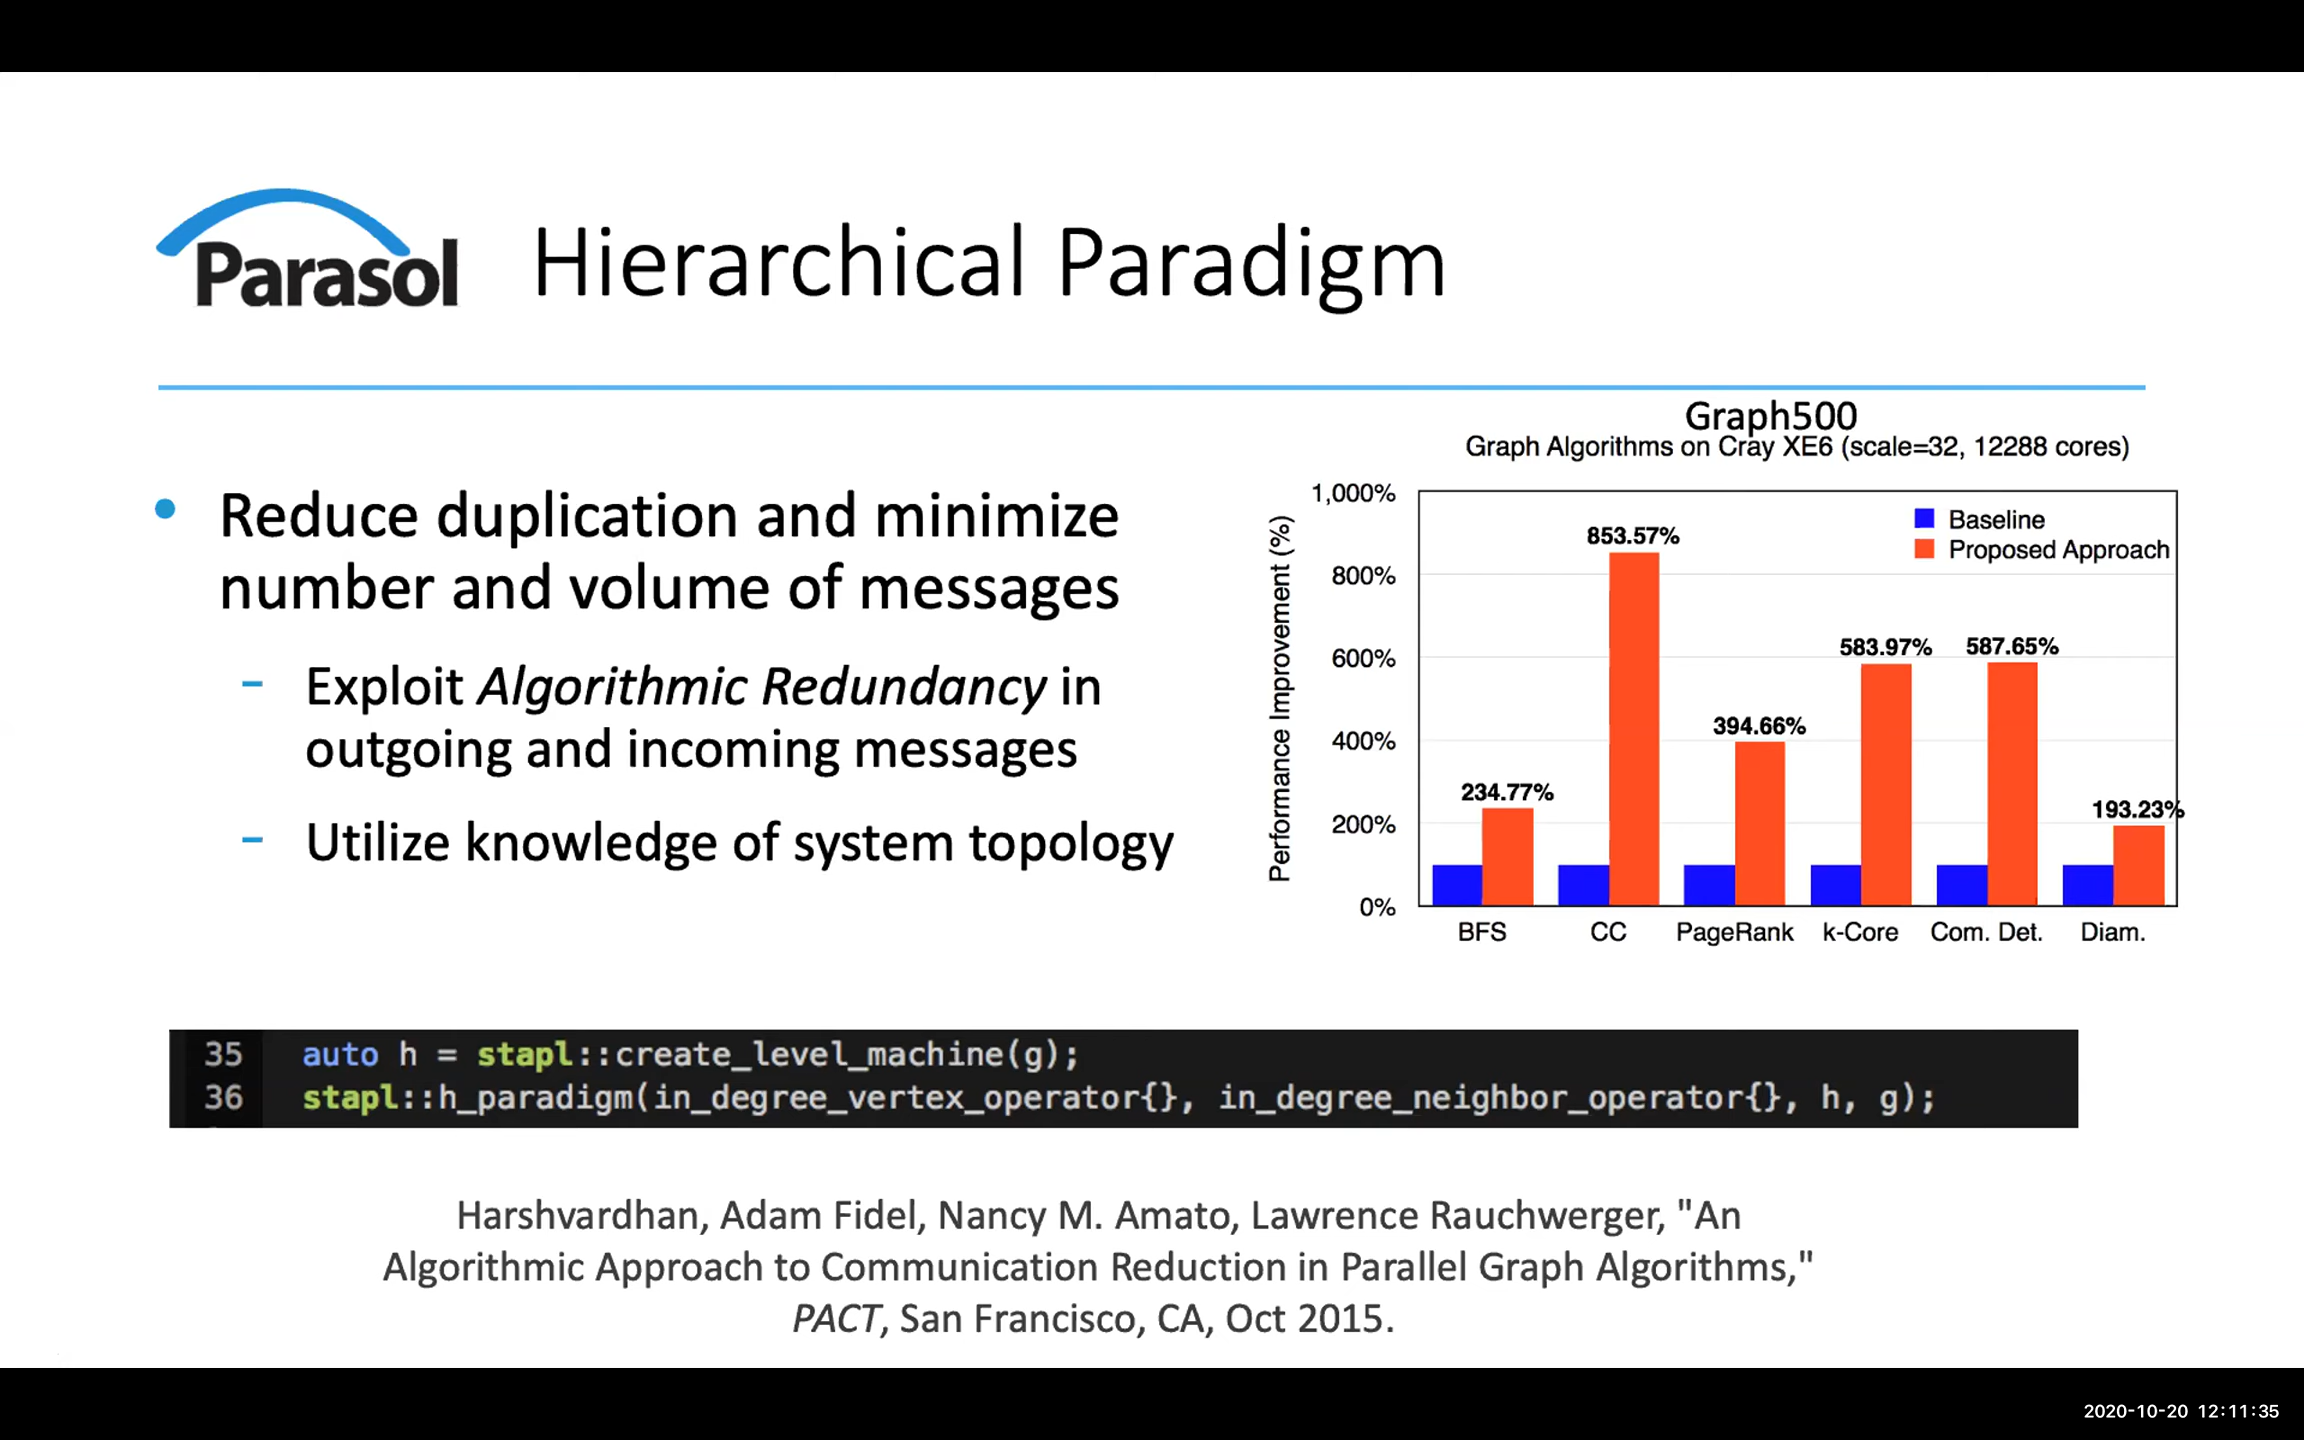 Parasol
Hierarchical Paradigm
• Reduce duplication and minimize
number and volume of messages
- Exploit Algorithmic Redundancy in
outgoing and incoming messages
- Utilize knowledge of system topology
Graph500
Graph Algorithms on Cray XE6 (scale=32, 12288 cores)
Performance Improvement (%)
1,000%
800%
600%
400%
200%
0%
Baseline
Proposed Approach
234.77%
853.57%
394.66%
583.97%
587.65%
193.23%
BFS CC PageRank k-Core Com. Det. Diam.
35 auto h = stapl::create_level_machine(g);
36 stapl::h_paradigm(in_degree_vertex_operator{}, in_degree_neighbor_operator{}, h, g);
Harshvardhan, Adam Fidel, Nancy M. Amato, Lawrence Rauchwerger, "An
Algorithmic Approach to Communication Reduction in Parallel Graph Algorithms,"
PACT, San Francisco, CA, Oct 2015.
2020-10-20 12:11:35